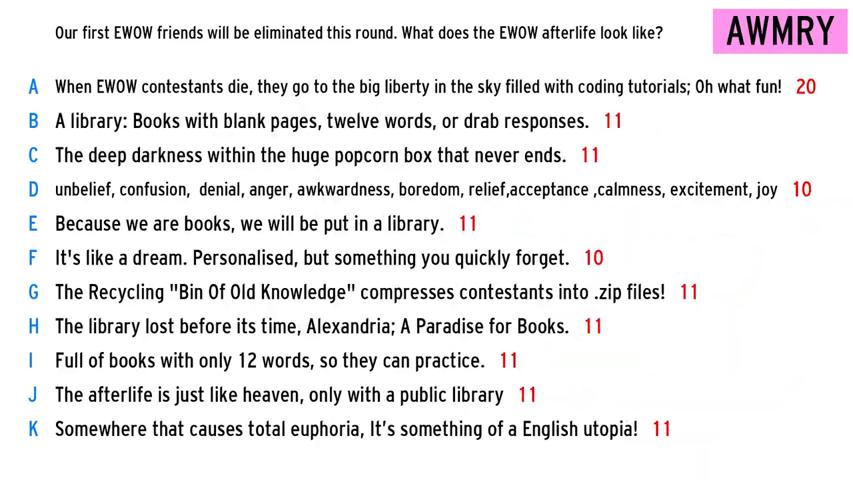 Our first EWOW friends will be eliminated this round. What does the EWOW afterlife look like?
AWMRY
A When EWOW contestants die, they go to the big liberty in the sky filled with coding tutorials; Oh what fun! 20
B A library: Books with blank pages, twelve words, or drab responses. 11
C The deep darkness within the huge popcorn box that never ends. 11
D unbelief, confusion,  denial, anger, awkwardness, boredom, relief,acceptance ,calmness, excitement, joy 10
E Because we are books, we will be put in a library. 11
F It's like a dream. Personalised, but something you quickly forget. 10
G The Recycling "Bin Of Old Knowledge" compresses contestants into .zip files! 11
H The library lost before its time, Alexandria; A Paradise for Books. 11
I Full of books with only 12 words, so they can practice. 11
J The afterlife is just like heaven, only with a public library 11
K Somewhere that causes total euphoria, It’s something of a English utopia! 11